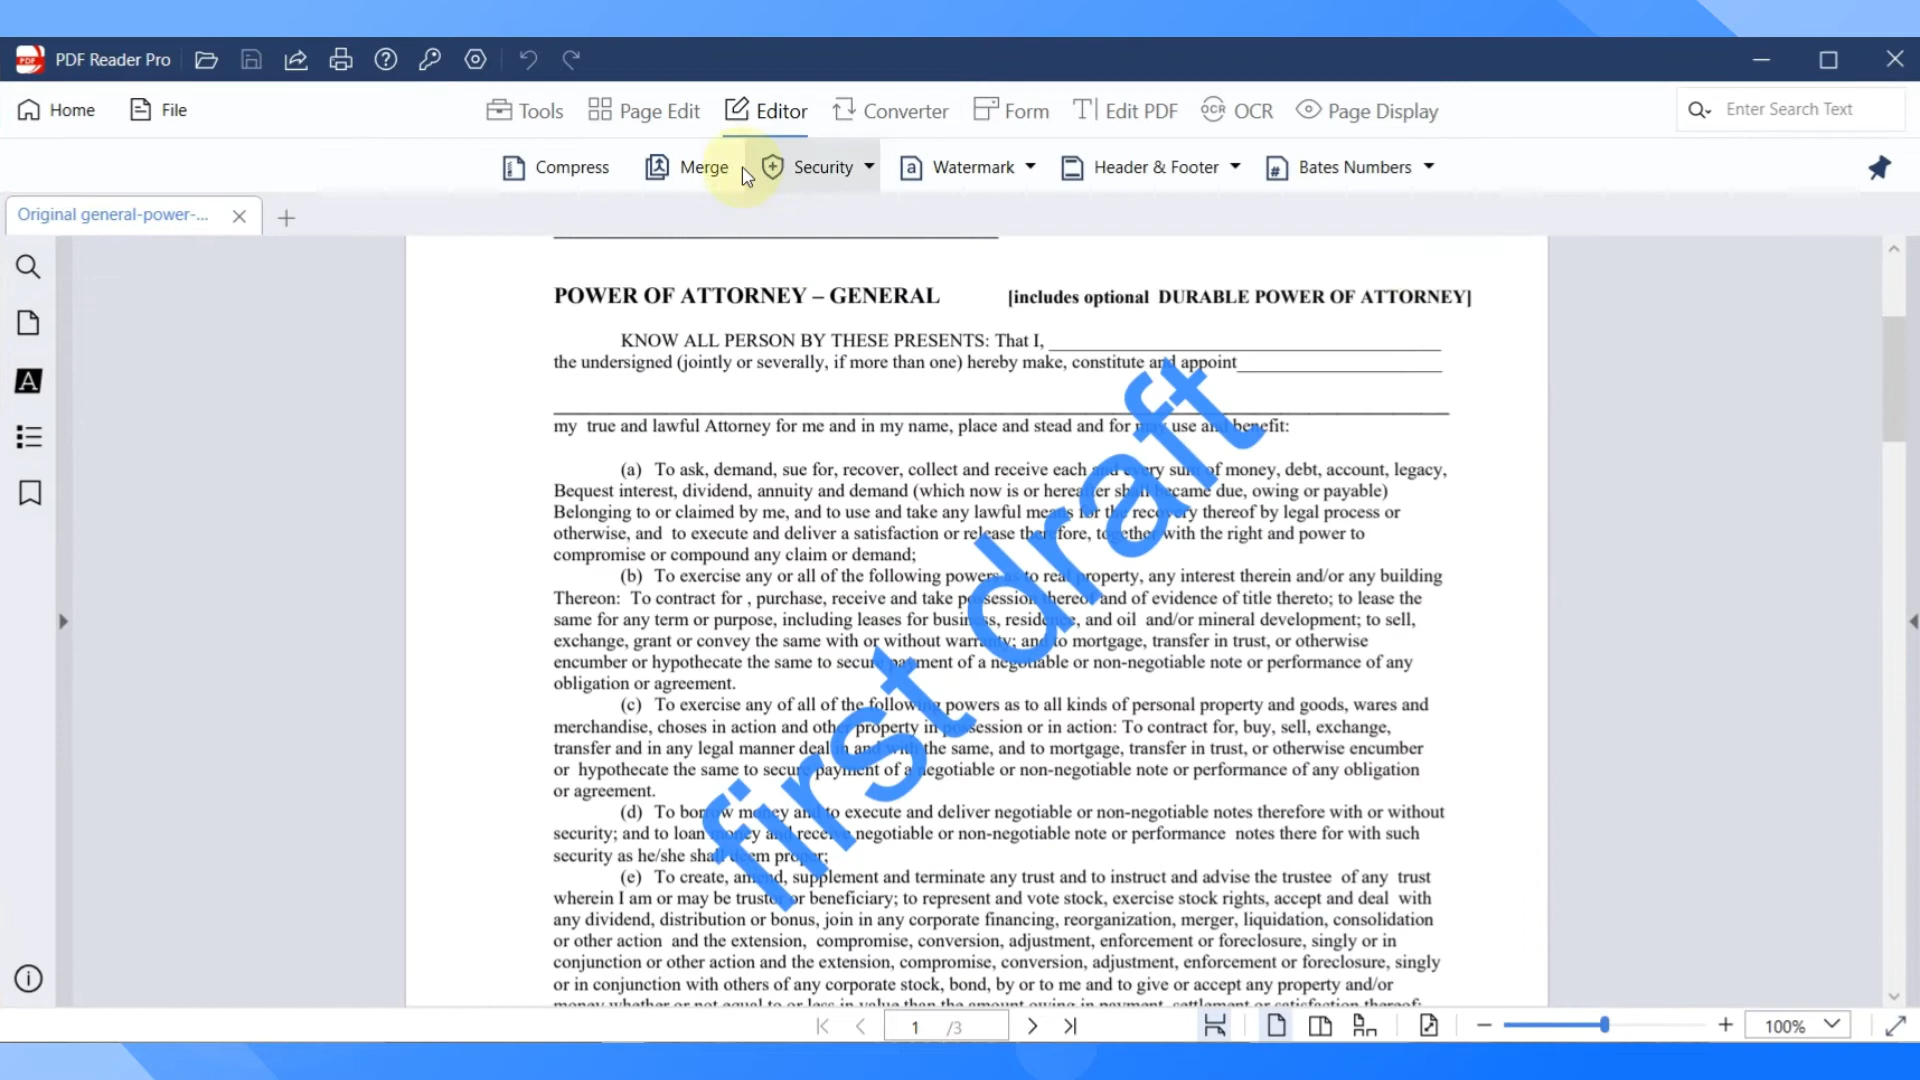 PDF Reader Pro
Home File Tools Page Edit Editor Converter Form Edit PDF OCR Page Display Enter Search Text
Compress Merge Security Watermark Header & Footer Bates Numbers
Original general-power-...
POWER OF ATTORNEY – GENERAL [includes optional DURABLE POWER OF ATTORNEY]
KNOW ALL PERSON BY THESE PRESENTS: That I,
the undersigned (jointly or severally, if more than one) hereby make, constitute and appoint
my true and lawful Attorney for me and in my name, place and stead and for may use and benefit:
(a) To ask, demand, sue for, recover, collect and receive each and every sum of money, debt, account, legacy,
Bequest interest, dividend, annuity and demand (which now is or hereafter shall became due, owing or payable)
Belonging to or claimed by me, and to use and take any lawful means for the recovery thereof by legal process or
otherwise, and to execute and deliver a satisfaction or release therefore, together with the right and power to
compromise or compound any claim or demand;
(b) To exercise any or all of the following powers as to real property, any interest therein and/or any building
Thereon: To contract for , purchase, receive and take possession thereof and of evidence of title thereto; to lease the
same for any term or purpose, including leases for business, residence, and oil and/or mineral development; to sell,
exchange, grant or convey the same with or without warranty; and to mortgage, transfer in trust, or otherwise
encumber or hypothecate the same to secure payment of a negotiable or non-negotiable note or performance of any
obligation or agreement.
(c) To exercise any of all of the following powers as to all kinds of personal property and goods, wares and
merchandise, choses in action and other property in possession or in action: To contract for, buy, sell, exchange,
transfer and in any legal manner deal in and with the same, and to mortgage, transfer in trust, or otherwise encumber
or hypothecate the same to secure payment of a negotiable or non-negotiable note or performance of any obligation
or agreement.
(d) To borrow money and to execute and deliver negotiable or non-negotiable notes therefore with or without
security; and to loan money and receive negotiable or non-negotiable note or performance notes there for with such
security as he/she shall deem proper;
(e) To create, amend, supplement and terminate any trust and to instruct and advise the trustee of any trust
wherein I am or may be trustor or beneficiary; to represent and vote stock, exercise stock rights, accept and deal with
any dividend, distribution or bonus, join in any corporate financing, reorganization, merger, liquidation, consolidation
or other action and the extension, compromise, conversion, adjustment, enforcement or foreclosure, singly or in
conjunction or other action and the extension, compromise, conversion, adjustment, enforcement or foreclosure, singly
or in conjunction with others of any corporate stock, bond, by or to me and to give or accept any property and/or
money whether or not equal to or less in value than the amount owing in payment, settlement or satisfaction thereof;
first draft
1 /3 100%